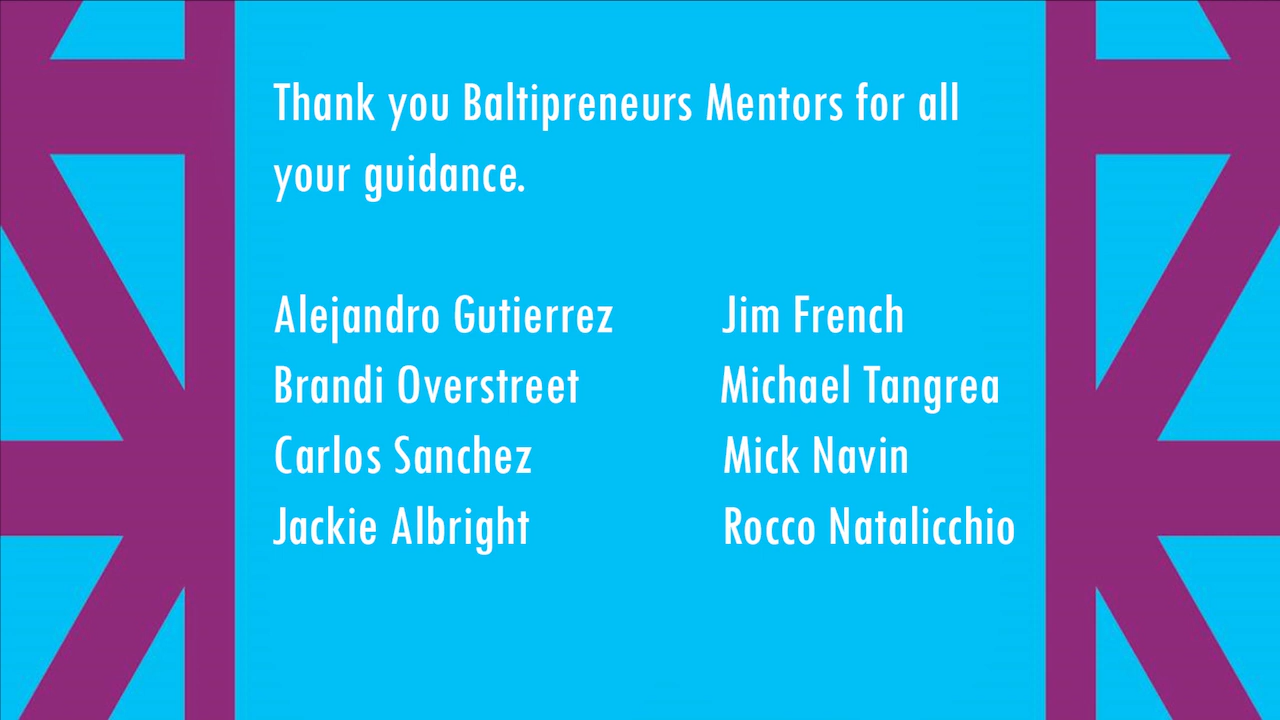 Thank you Baltipreneurs Mentors for all
your guidance.
Alejandro Gutierrez Jim French
Brandi Overstreet Michael Tangrea
Carlos Sanchez Mick Navin
Jackie Albright Rocco Natalicchio